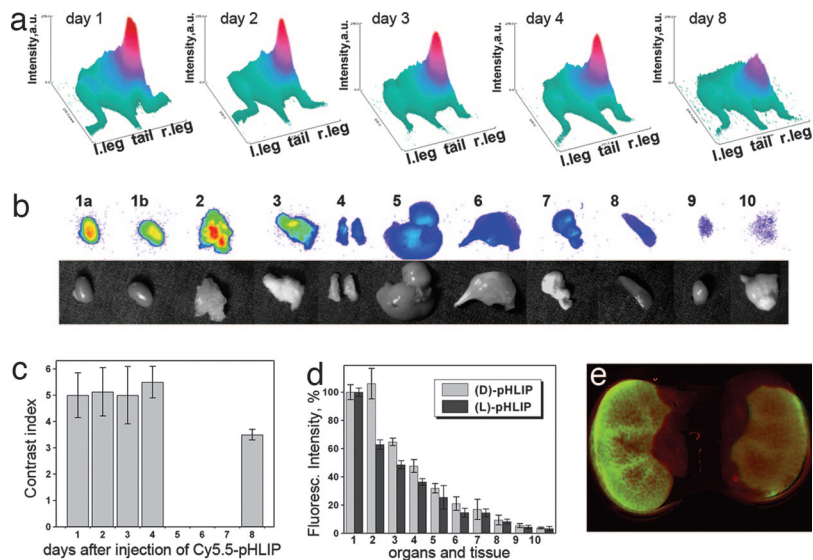 a
day 1
day 2
day 3
day 4
day 8
Intensity,a.u.
Intensity,a.u.
Intensity,a.u.
Intensity,a.u.
Intensity,a.u.
l.leg tail r.leg
l.leg tail r.leg
l.leg tail r.leg
l.leg tail r.leg
l.leg tail r.leg
b
1a 1b 2 3 4 5 6 7 8 9 10
c
Contrast index
6
5
4
3
2
1
0
1 2 3 4 5 6 7 8
days after injection of Cy5.5-pHLIP
d
Fluoresc. Intensity, %
100
80
60
40
20
0
(D)-pHLIP
(L)-pHLIP
1 2 3 4 5 6 7 8 9 10
organs and tissue
e